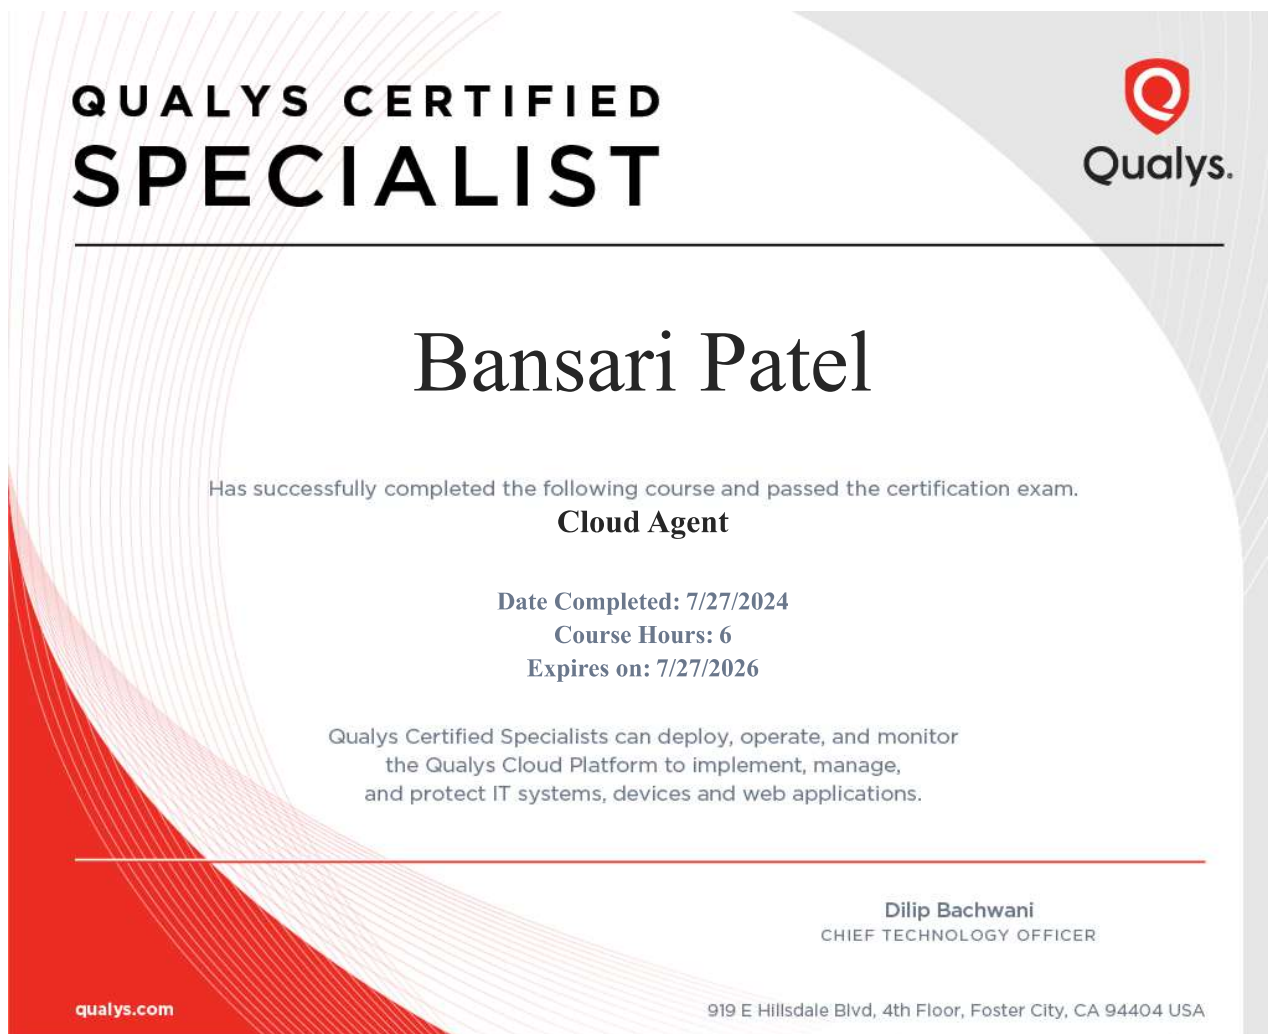 QUALYS CERTIFIED
SPECIALIST
Qualys.
Bansari Patel
Has successfully completed the following course and passed the certification exam.
Cloud Agent
Date Completed: 7/27/2024
Course Hours: 6
Expires on: 7/27/2026
Qualys Certified Specialists can deploy, operate, and monitor
the Qualys Cloud Platform to implement, manage,
and protect IT systems, devices and web applications.
Dilip Bachwani
CHIEF TECHNOLOGY OFFICER
qualys.com
919 E Hillsdale Blvd, 4th Floor, Foster City, CA 94404 USA